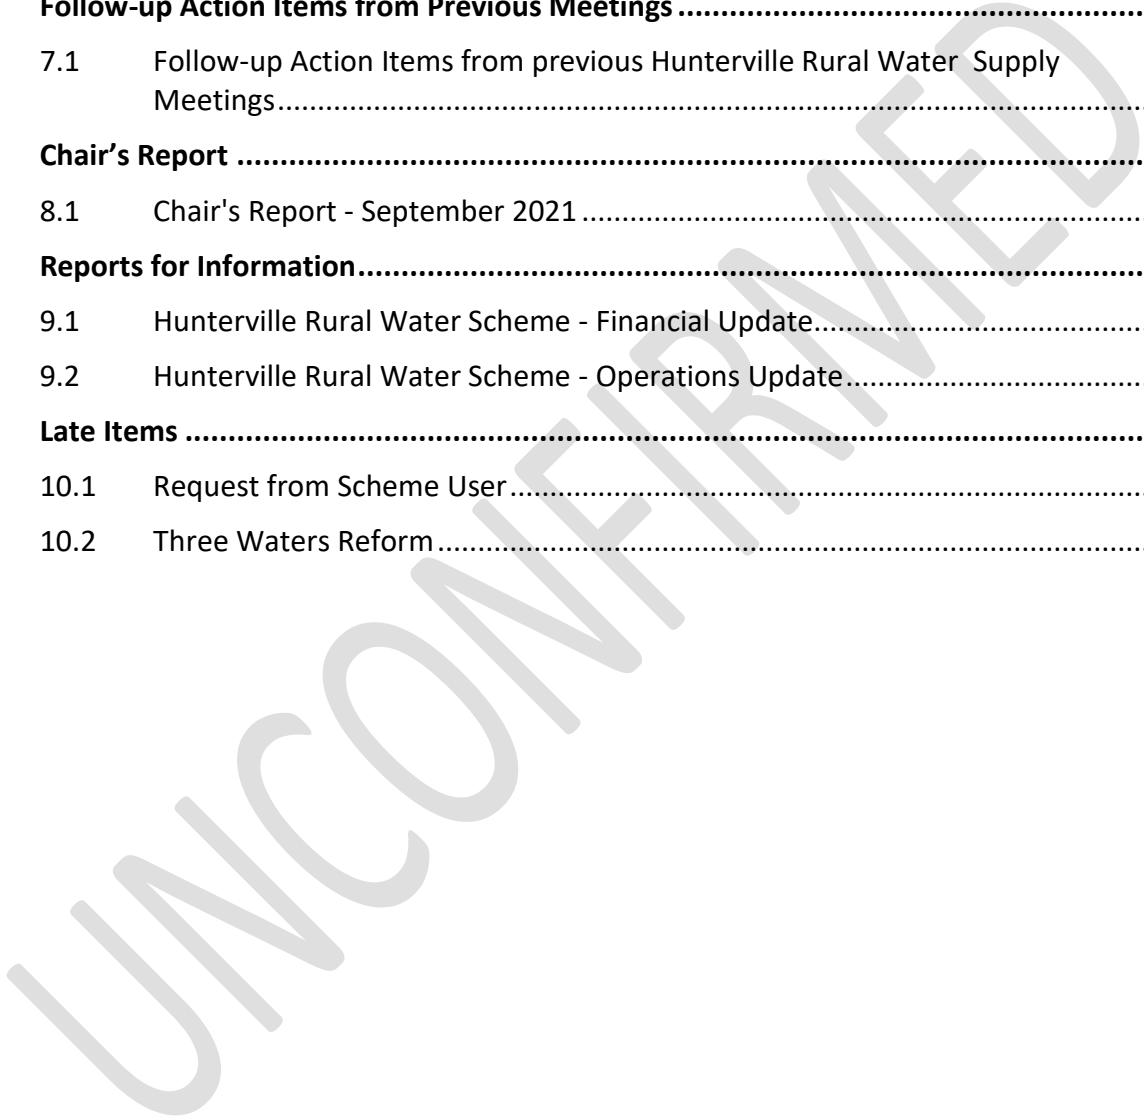 Follow-up Action Items from Previous Meetings ........................................................
7.1 Follow-up Action Items from previous Hunterville Rural Water  Supply
Meetings ........................................................
Chair’s Report ........................................................
8.1 Chair's Report - September 2021 ........................................................
Reports for Information ........................................................
9.1 Hunterville Rural Water Scheme - Financial Update ........................................................
9.2 Hunterville Rural Water Scheme - Operations Update ........................................................
Late Items ........................................................
10.1 Request from Scheme User ........................................................
10.2 Three Waters Reform ........................................................
UNCONFIRMED